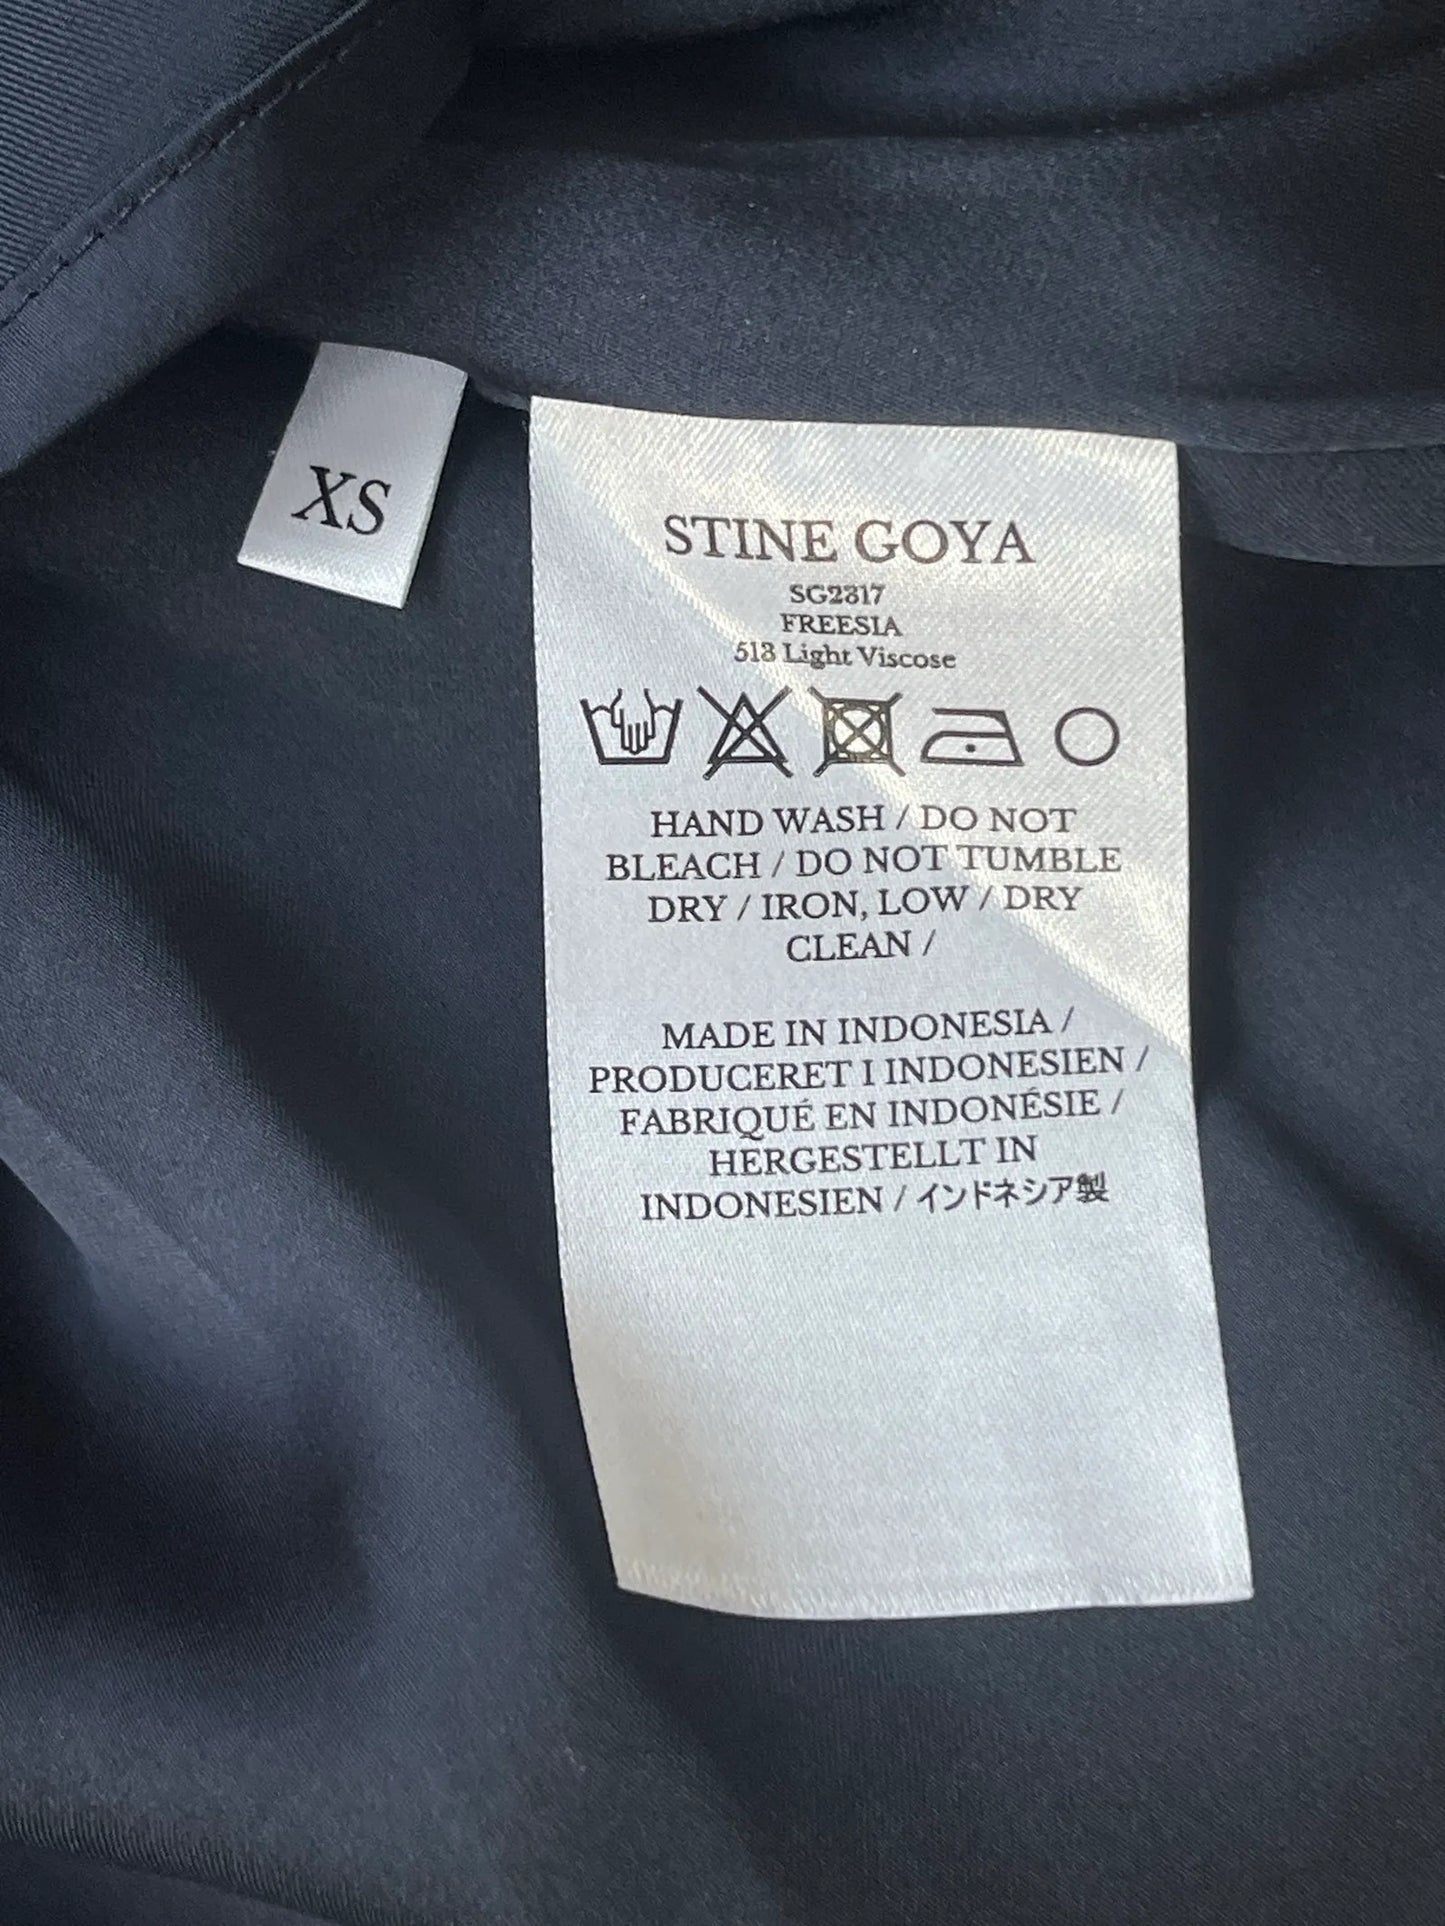 XS
STINE GOYA
SG2317
FREESIA
513 Light Viscose
HAND WASH / DO NOT
BLEACH / DO NOT TUMBLE
DRY / IRON, LOW / DRY
CLEAN /
MADE IN INDONESIA /
PRODUCERET I INDONESIEN /
FABRIQUÉ EN INDONÉSIE /
HERGESTELLT IN
INDONESIEN / インドネシア製